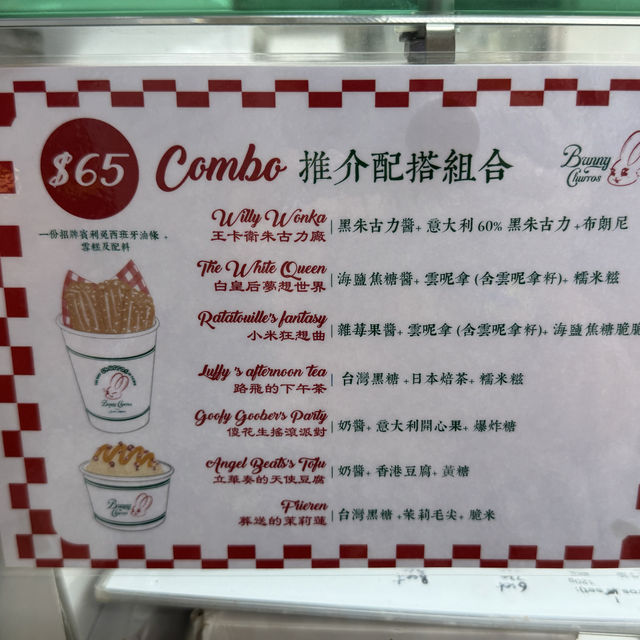 $65
Combo 推介配搭組合
Bunny
Churros
一份招牌賓利兔西班牙油條 +
雪糕及配料
Willy Wonka
王卡衛朱古力廠
黑朱古力醬+ 意大利 60% 黑朱古力 +布朗尼
The White Queen
白皇后夢想世界
海鹽焦糖醬+ 雲呢拿 (含雲呢拿籽)+ 糯米糍
Ratatouille's fantasy
小米狂想曲
雜莓果醬+ 雲呢拿 (含雲呢拿籽)+ 海鹽焦糖脆脆
Luffy's afternoon tea
路飛的下午茶
台灣黑糖 +日本焙茶+ 糯米糍
Goofy Goober's Party
傻花生搖滾派對
奶醬+ 意大利開心果+ 爆炸糖
Angel Beats's Tofu
立華奏的天使豆腐
奶醬+ 香港豆腐+ 黃糖
Frieren
葬送的茉莉蓮
台灣黑糖 +茉莉毛尖+ 脆米
Bunny Churros
Bunny
Churros